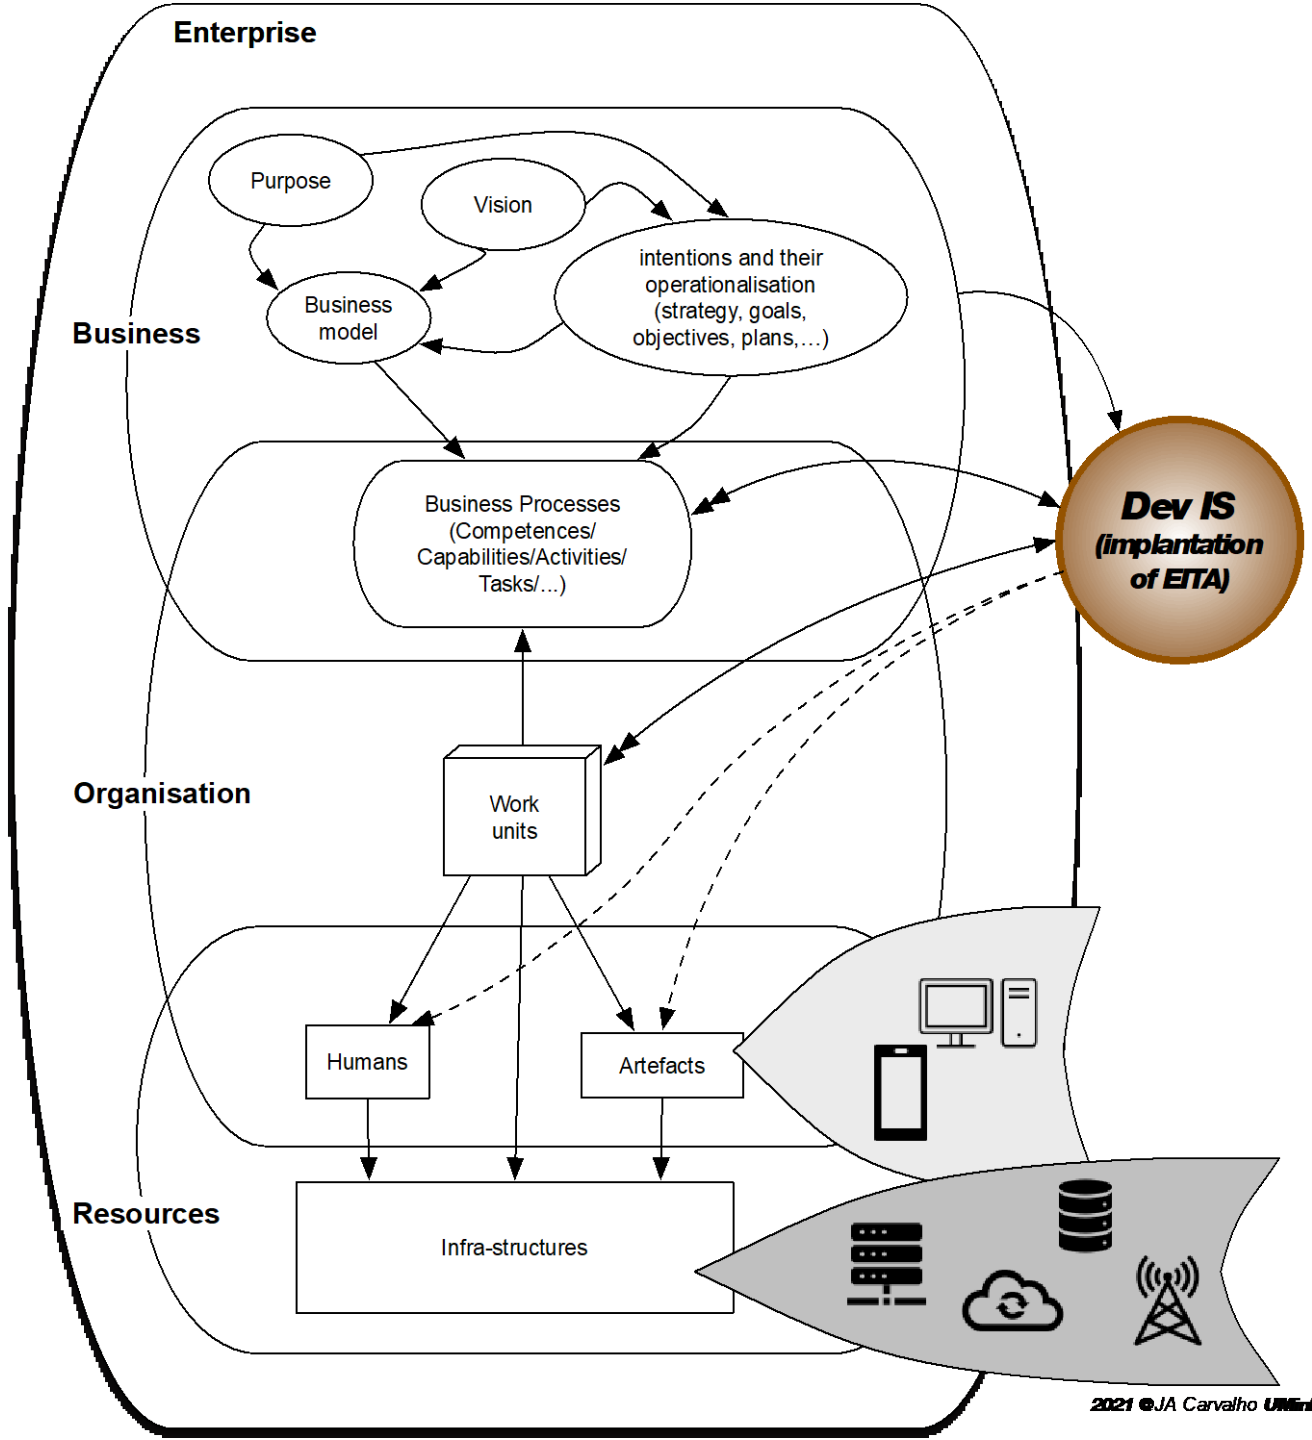 Enterprise
Purpose
Vision
intentions and their
operationalisation
(strategy, goals,
objectives, plans,...)
Business
model
Business
Business Processes
(Competences/
Capabilities/Activities/
Tasks/...)
Dev IS
(implantation
of EITA)
Work
units
Organisation
Humans
Artefacts
Resources
Infra-structures
2021 @JA Carvalho